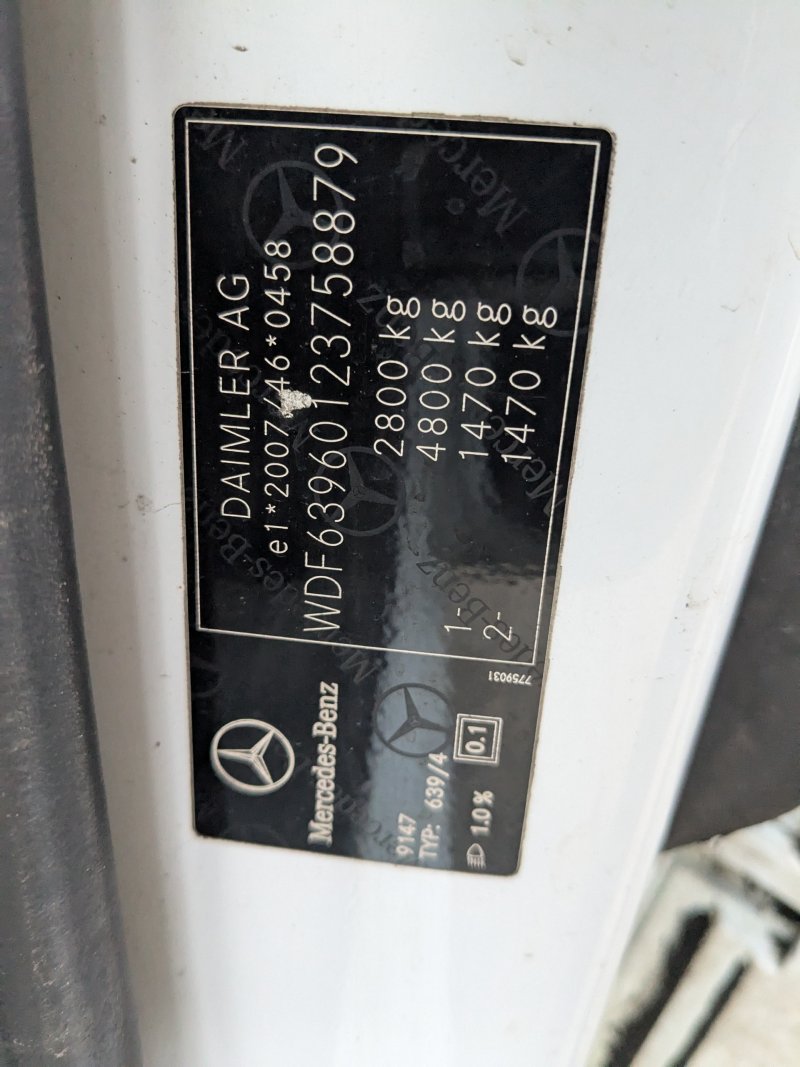 DAIMLER AG
e1*2007/46*0458
WDF63960123758879
2800 kg
4800 kg
1- 1470 kg
2- 1470 kg
Mercedes-Benz
9147
TYP: 639/4
1.0 %
0.1
7759031